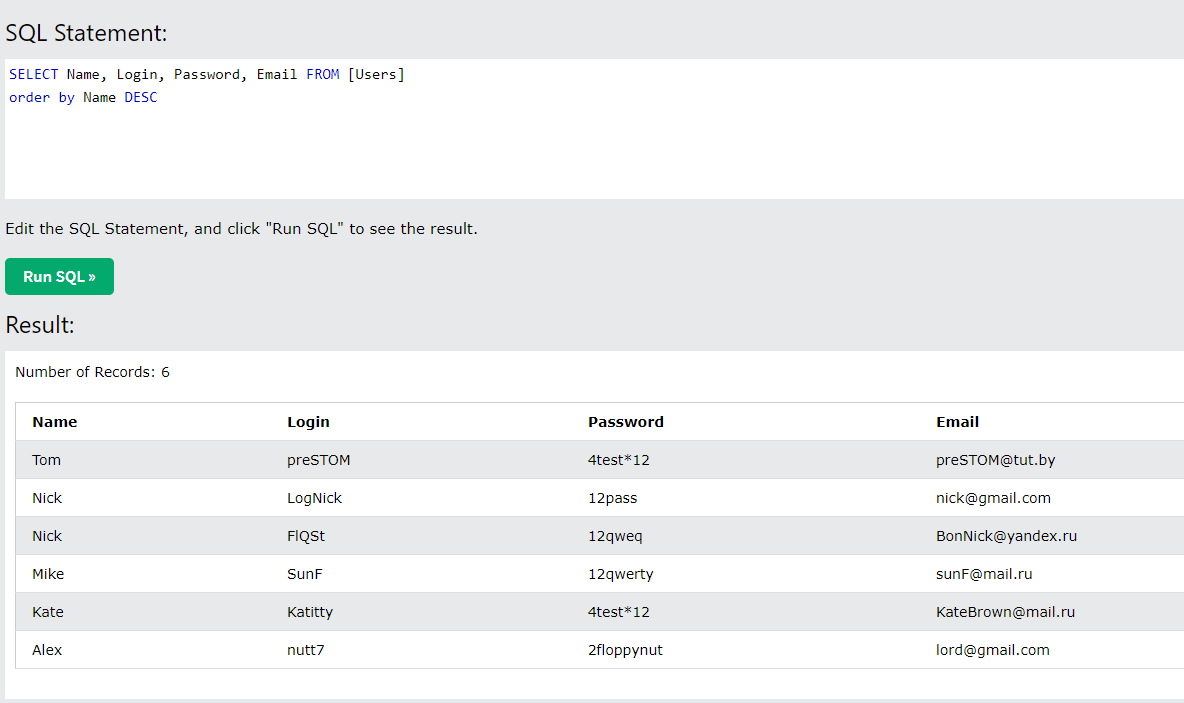 SQL Statement:
SELECT Name, Login, Password, Email FROM [Users]
order by Name DESC
Edit the SQL Statement, and click "Run SQL" to see the result.
Run SQL »
Result:
Number of Records: 6
Name Login Password Email
Tom preSTOM 4test*12 preSTOM@tut.by
Nick LogNick 12pass nick@gmail.com
Nick FlQSt 12qweq BonNick@yandex.ru
Mike SunF 12qwerty sunF@mail.ru
Kate Katitty 4test*12 KateBrown@mail.ru
Alex nutt7 2floppynut lord@gmail.com